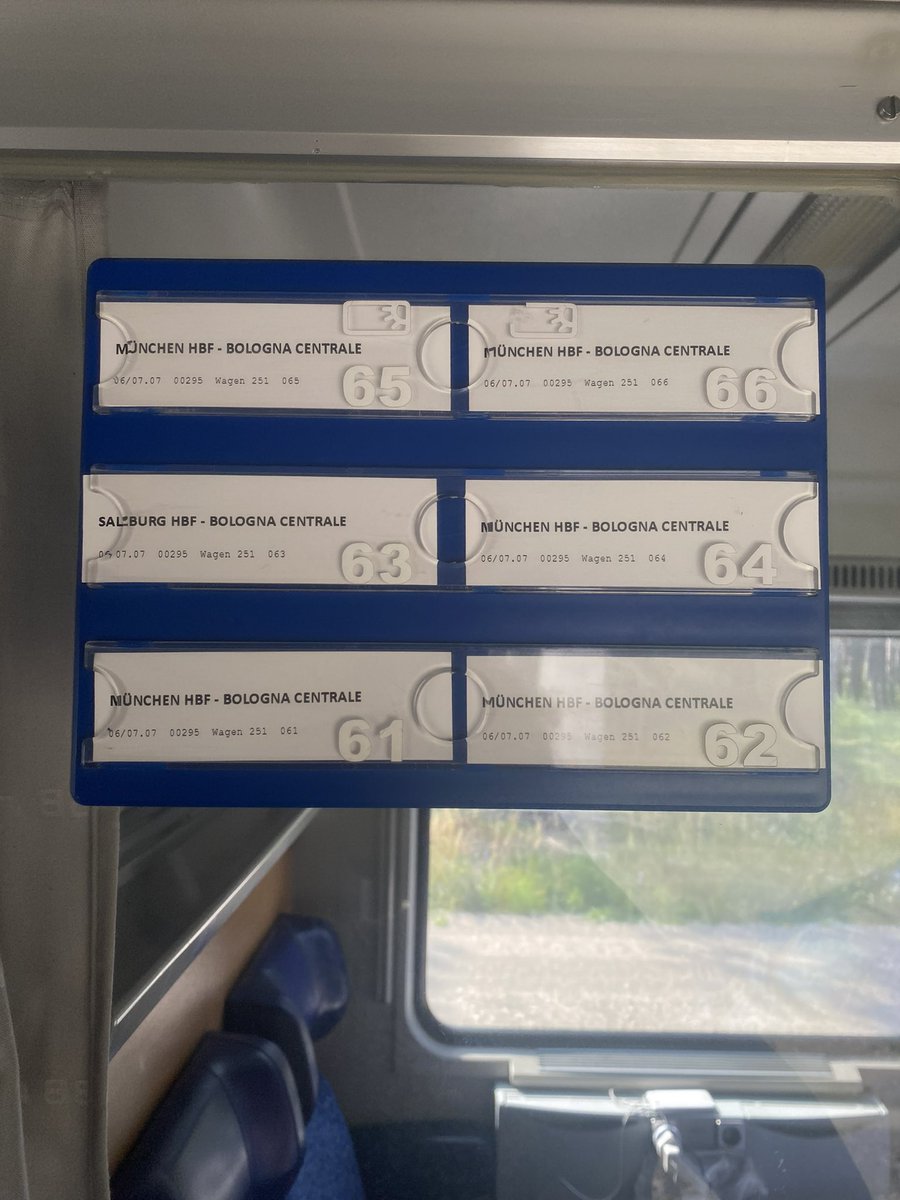 MÜNCHEN HBF - BOLOGNA CENTRALE
06/07.07 00295 Wagen 251 065
65
MÜNCHEN HBF - BOLOGNA CENTRALE
06/07.07 00295 Wagen 251 066
66
SALZBURG HBF - BOLOGNA CENTRALE
06/07.07 00295 Wagen 251 063
63
MÜNCHEN HBF - BOLOGNA CENTRALE
06/07.07 00295 Wagen 251 064
64
MÜNCHEN HBF - BOLOGNA CENTRALE
06/07.07 00295 Wagen 251 061
61
MÜNCHEN HBF - BOLOGNA CENTRALE
06/07.07 00295 Wagen 251 062
62